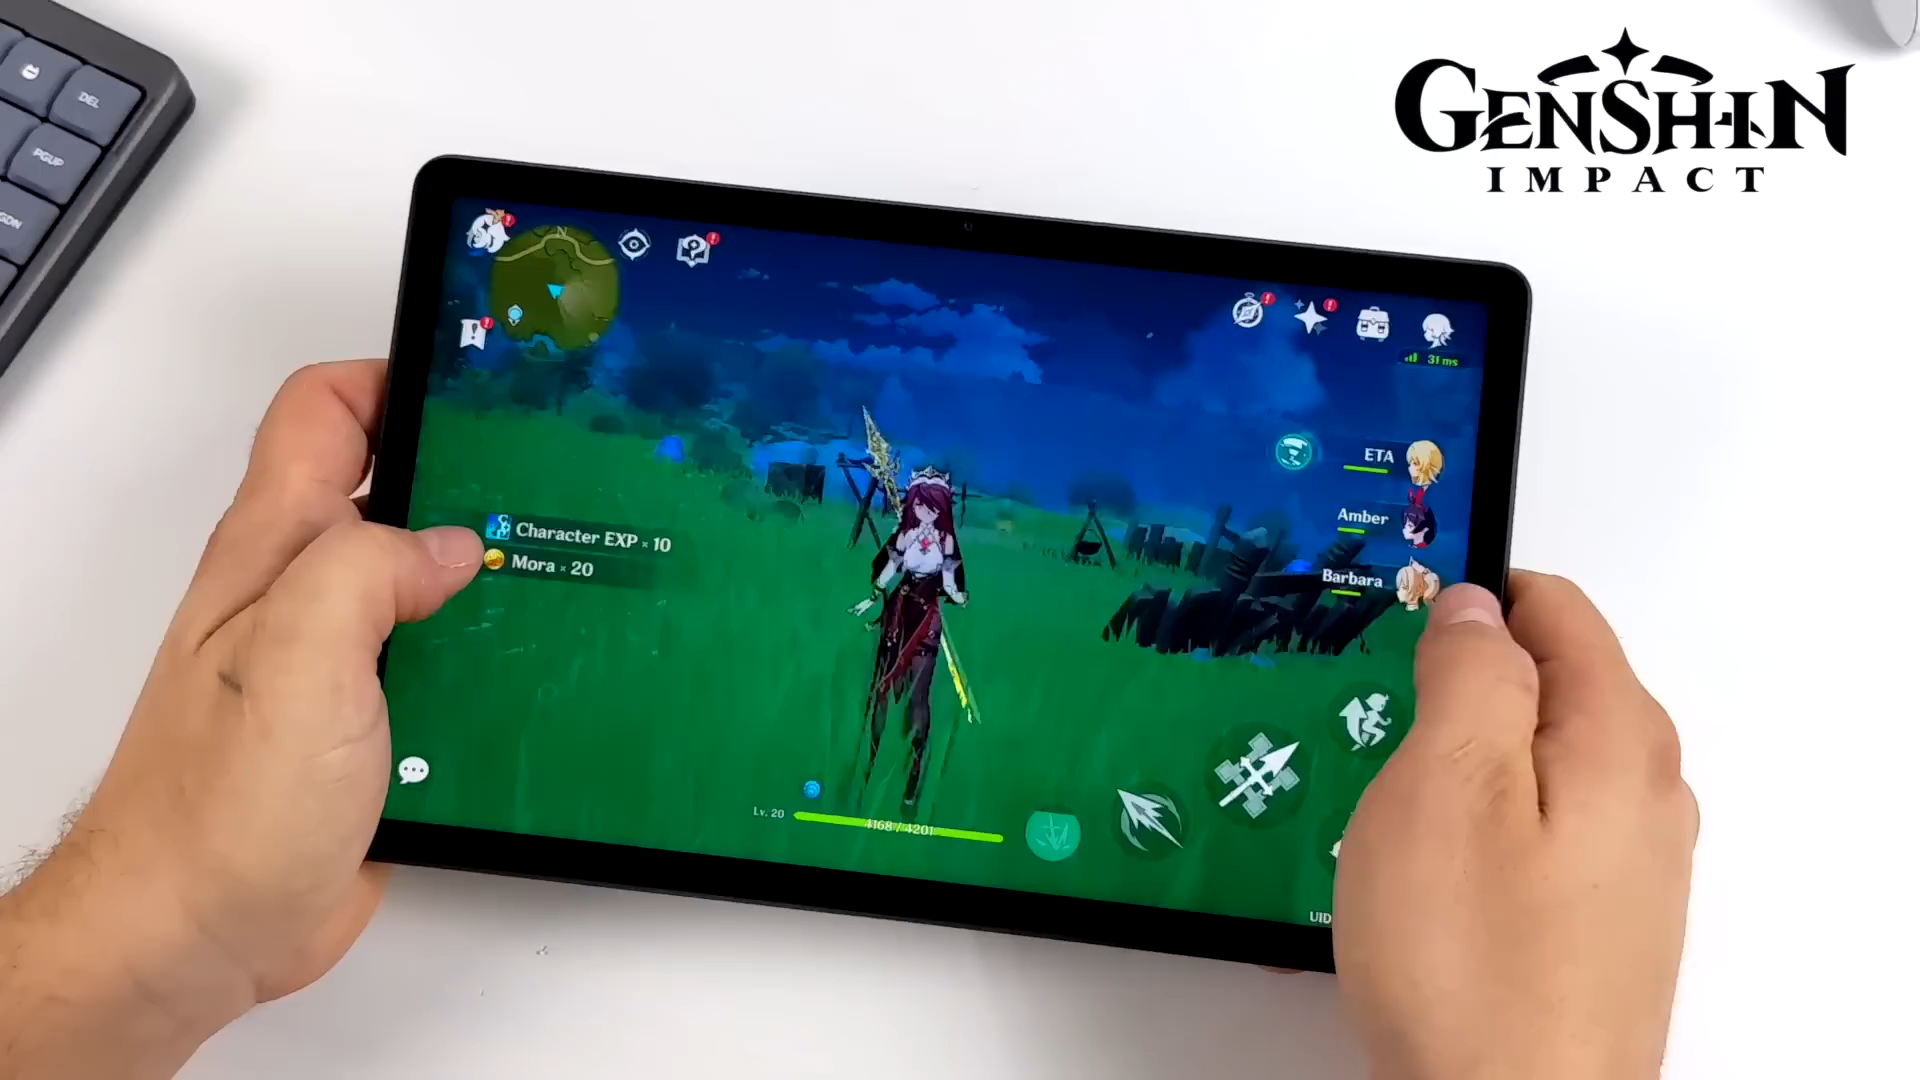 GENSHIN
IMPACT
DEL
PGUP
PGDN
N
31 ms
ETA
Amber
Barbara
Character EXP × 10
Mora × 20
Lv. 20
4168 / 4201
UID